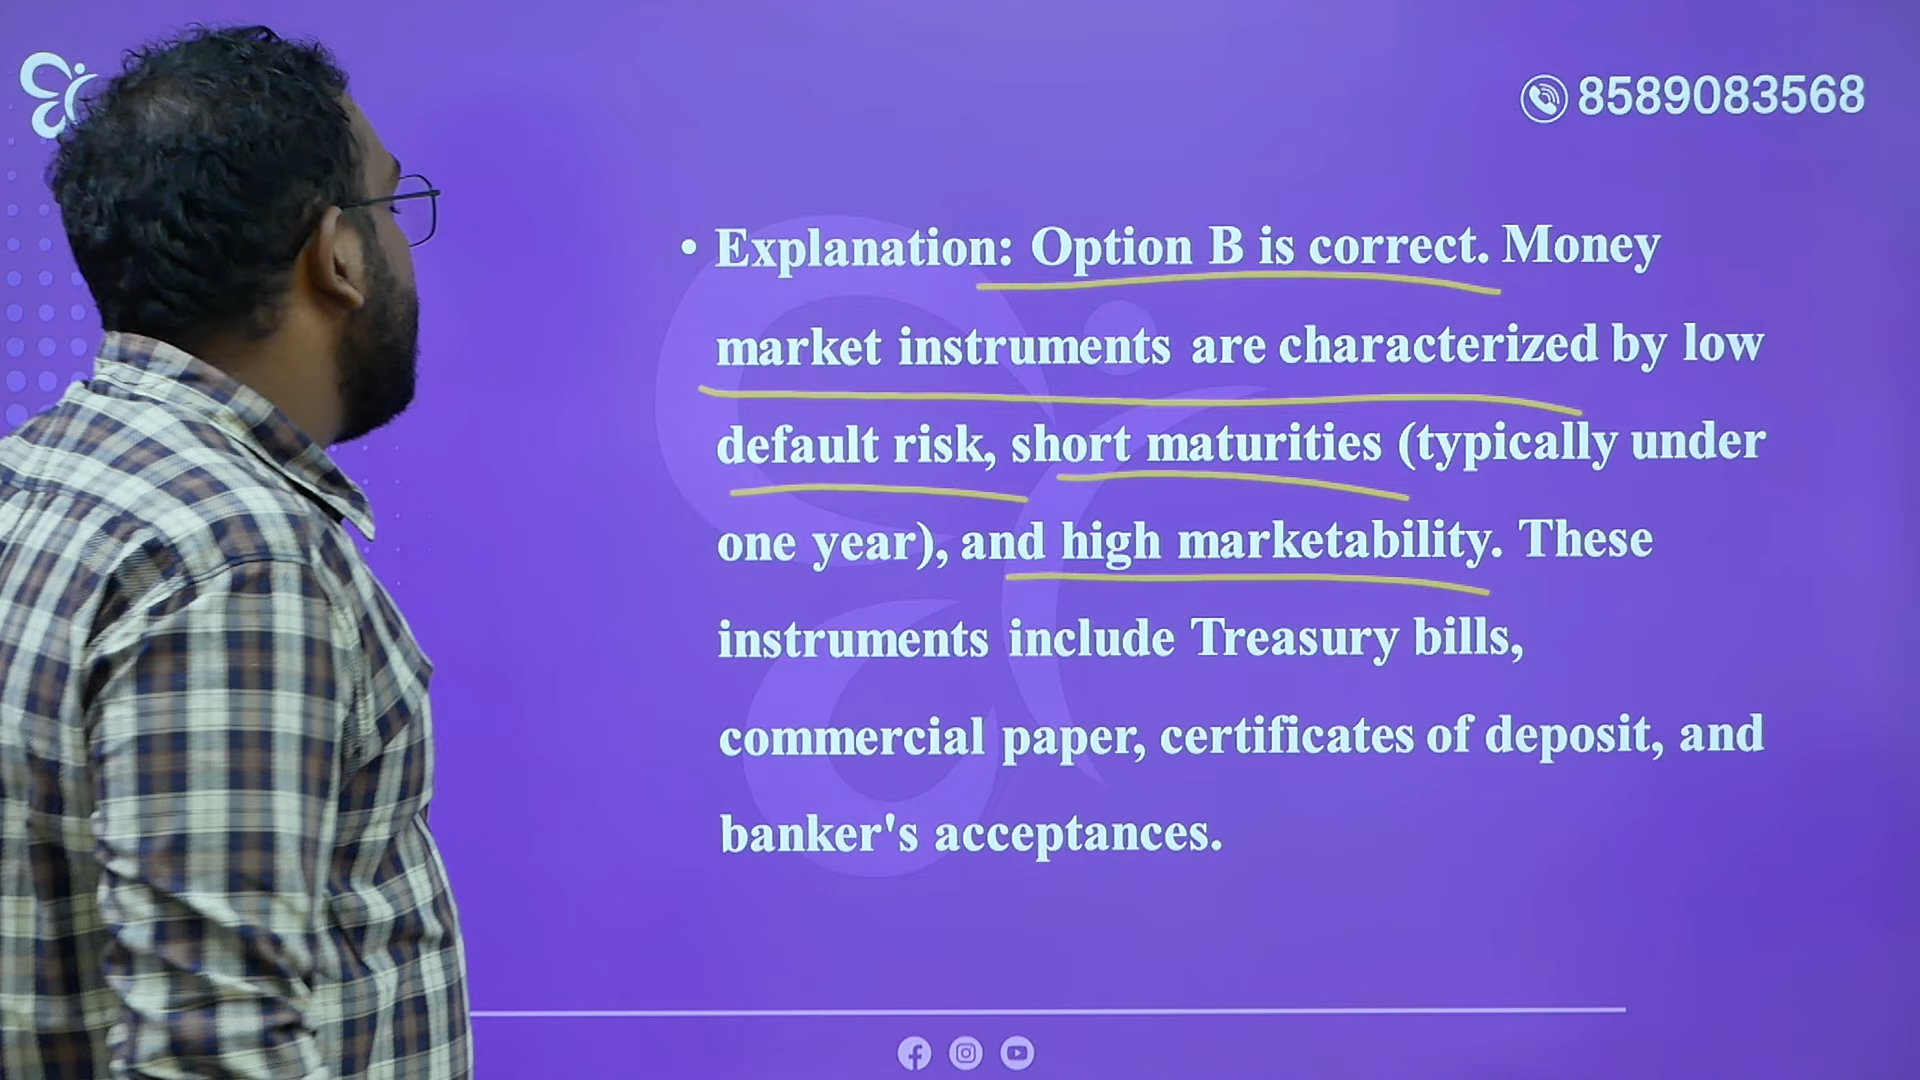 8589083568
• Explanation: Option B is correct. Money
market instruments are characterized by low
default risk, short maturities (typically under
one year), and high marketability. These
instruments include Treasury bills,
commercial paper, certificates of deposit, and
banker's acceptances.